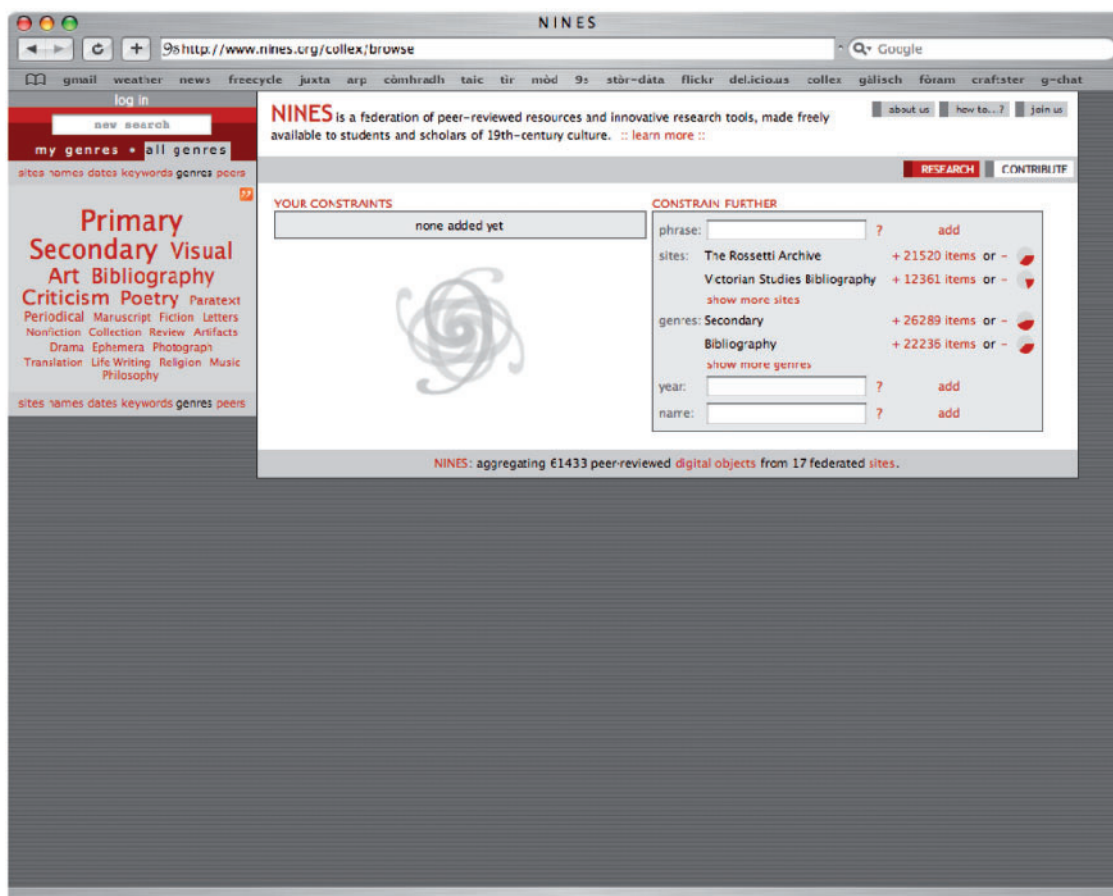 NINES
http://www.nines.org/collex/browse
Google
gmail weather news freecycle juxta arp còmhradh taic tìr mòd 9s stòr-dàta flickr del.icio.us collex gàlisch fòram craftster g-chat
log in
new search
my genres • all genres
sites names dates keywords genres peers
Primary
Secondary Visual
Art Bibliography
Criticism Poetry Paratext
Periodical Manuscript Fiction Letters
Nonfiction Collection Review Artifacts
Drama Ephemera Photograph
Translation Life Writing Religion Music
Philosophy
sites names dates keywords genres peers
NINES is a federation of peer-reviewed resources and innovative research tools, made freely
available to students and scholars of 19th-century culture. :: learn more ::
about us how to...? join us
RESEARCH CONTRIBUTE
YOUR CONSTRAINTS
none added yet
CONSTRAIN FURTHER
phrase: ? add
sites: The Rossetti Archive + 21520 items or -
Victorian Studies Bibliography + 12361 items or -
show more sites
genres: Secondary + 26289 items or -
Bibliography + 22236 items or -
show more genres
year: ? add
name: ? add
NINES: aggregating 61433 peer-reviewed digital objects from 17 federated sites.